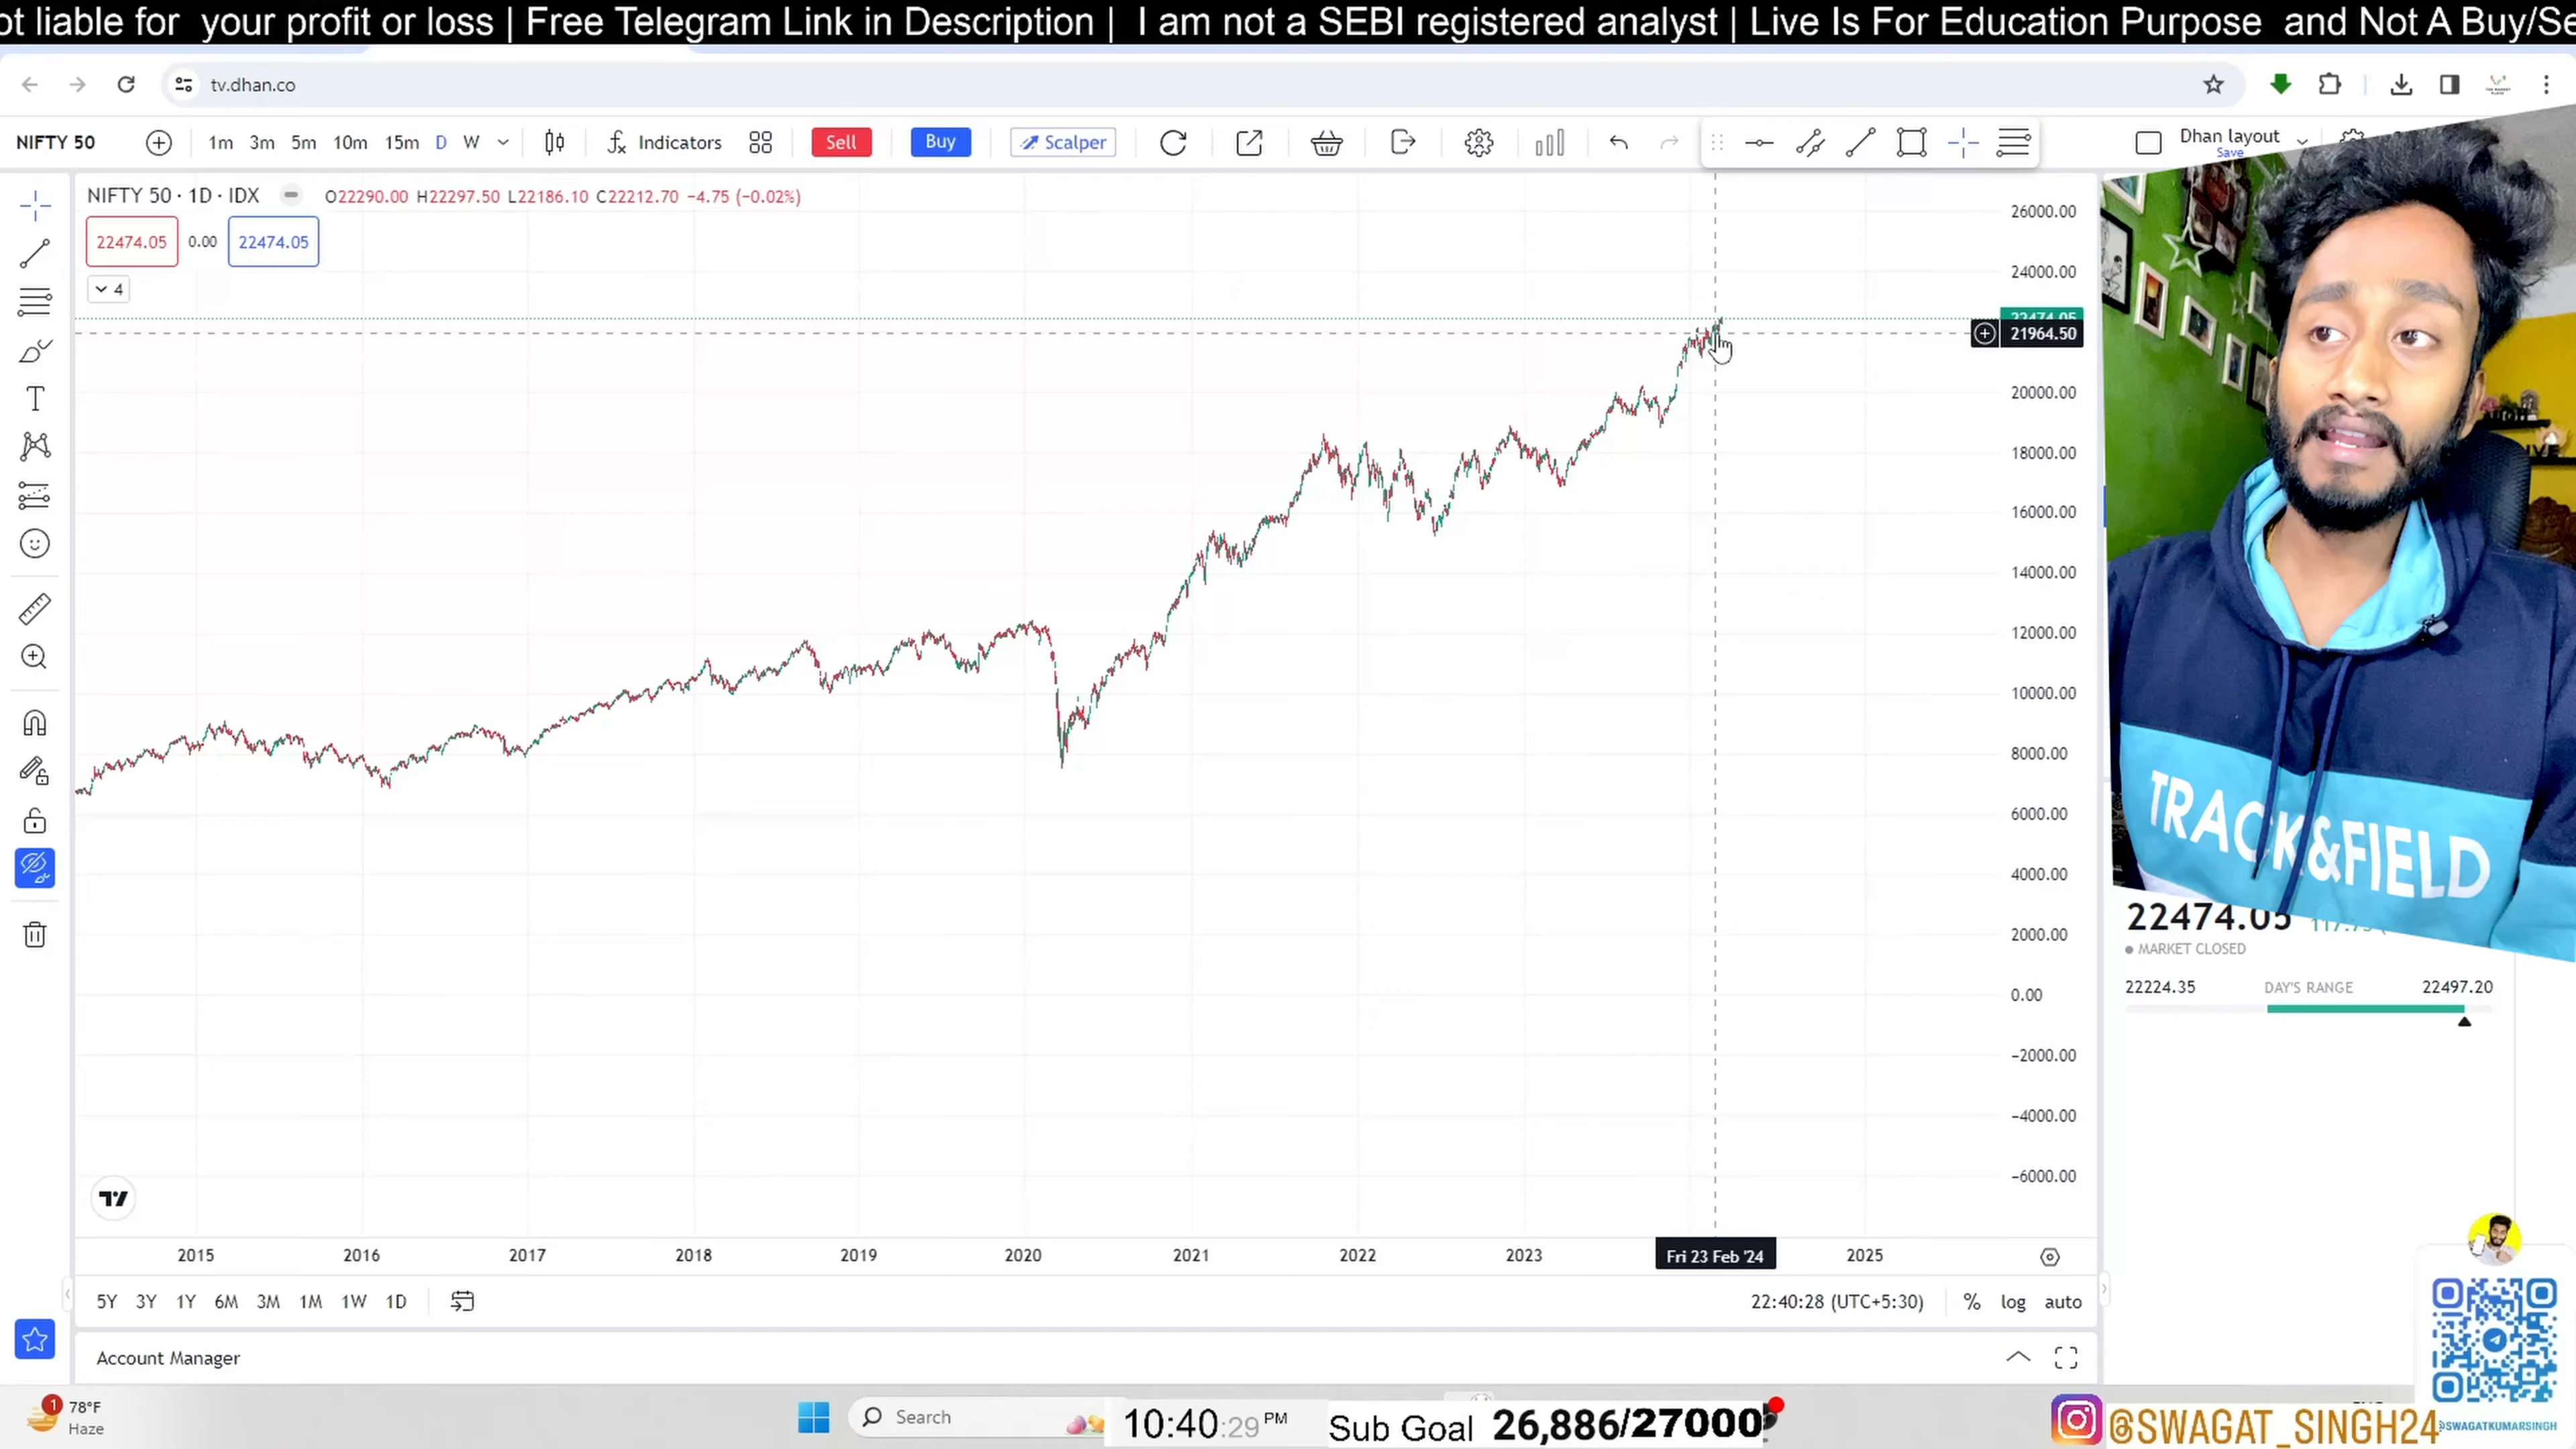 ot liable for your profit or loss | Free Telegram Link in Description | I am not a SEBI registered analyst | Live Is For Education Purpose and Not A Buy/Se
tv.dhan.co
NIFTY 50 1m 3m 5m 10m 15m D W Indicators Sell Buy Scalper Dhan layout
Save
NIFTY 50 · 1D · IDX O22290.00 H22297.50 L22186.10 C22212.70 −4.75 (−0.02%)
22474.05 0.00 22474.05
4
26000.00
24000.00
22474.05
21964.50
20000.00
18000.00
16000.00
14000.00
12000.00
10000.00
8000.00
6000.00
4000.00
2000.00
0.00
−2000.00
−4000.00
−6000.00
TRACK&FIELD
22474.05
MARKET CLOSED
22224.35 DAY'S RANGE 22497.20
2015 2016 2017 2018 2019 2020 2021 2022 2023 Fri 23 Feb '24 2025
5Y 3Y 1Y 6M 3M 1M 1W 1D 22:40:28 (UTC+5:30) % log auto
Account Manager
1 78°F
Haze
Search
10:40:29 PM
Sub Goal 26,886/27000
@SWAGAT_SINGH24
@SWAGATKUMARSINGH